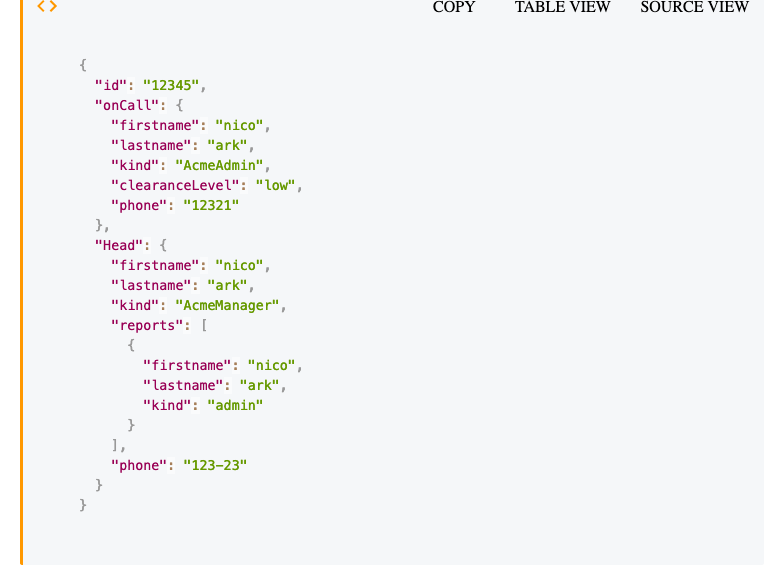 <> COPY TABLE VIEW SOURCE VIEW
{
  "id": "12345",
  "onCall": {
    "firstname": "nico",
    "lastname": "ark",
    "kind": "AcmeAdmin",
    "clearanceLevel": "low",
    "phone": "12321"
  },
  "Head": {
    "firstname": "nico",
    "lastname": "ark",
    "kind": "AcmeManager",
    "reports": [
      {
        "firstname": "nico",
        "lastname": "ark",
        "kind": "admin"
      }
    ],
    "phone": "123-23"
  }
}